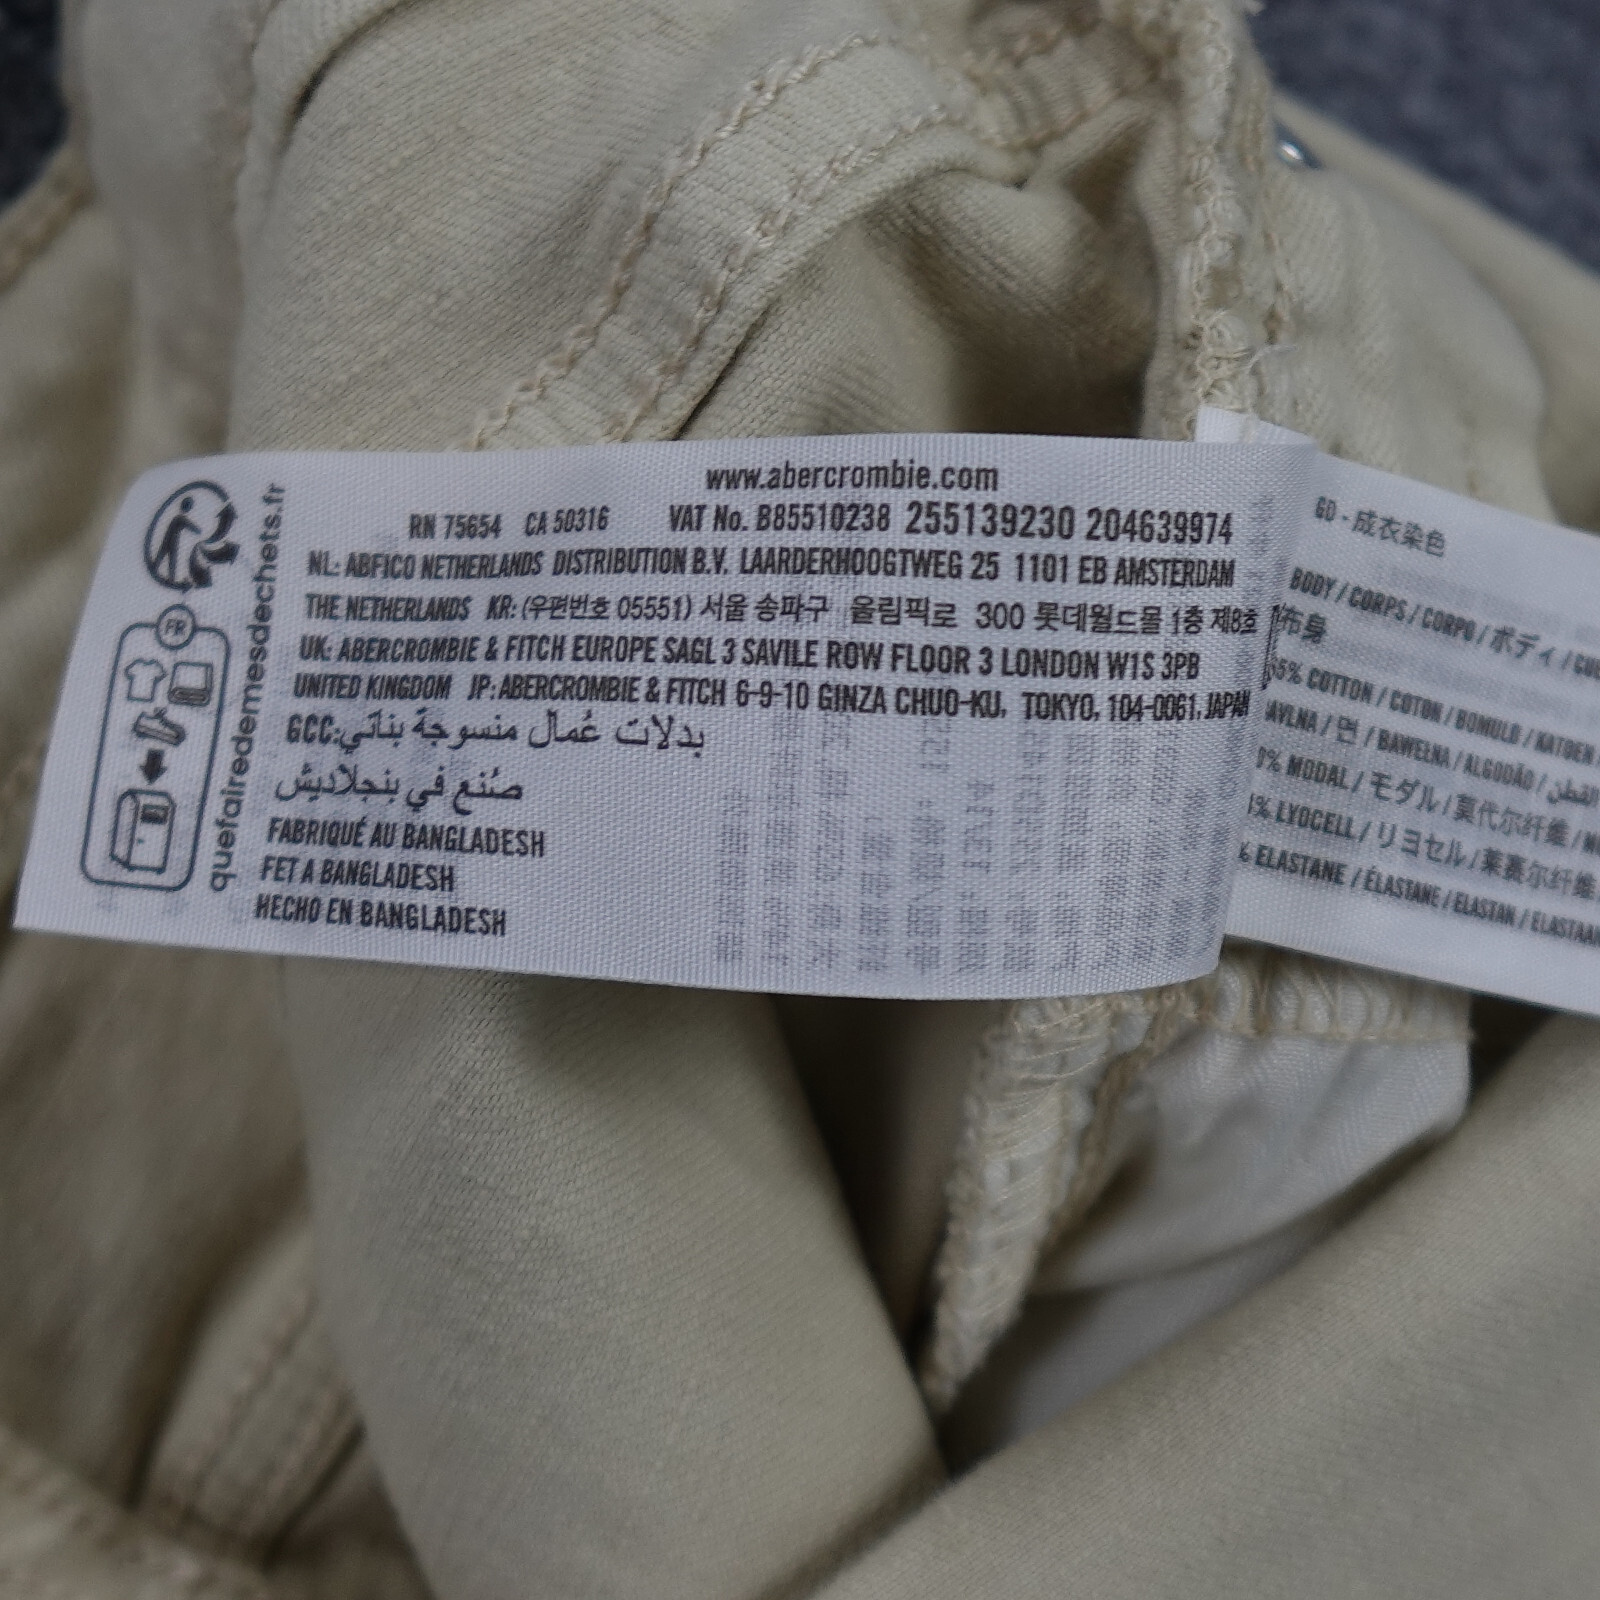 www.abercrombie.com
RN 75654 CA 50316 VAT No. B85510238 255139230 204639974
NL: ABFICO NETHERLANDS DISTRIBUTION B.V. LAARDERHOOGTWEG 25 1101 EB AMSTERDAM
THE NETHERLANDS KR: (우편번호 05551) 서울 송파구 올림픽로 300 롯데월드몰 1층 제8호
UK: ABERCROMBIE & FITCH EUROPE SAGL 3 SAVILE ROW FLOOR 3 LONDON W1S 3PB
UNITED KINGDOM JP: ABERCROMBIE & FITCH 6-9-10 GINZA CHUO-KU, TOKYO, 104-0061, JAPAN
GCC: بدلات عُمال منسوجة بناتي
صُنع في بنجلاديش
FABRIQUÉ AU BANGLADESH
FET A BANGLADESH
HECHO EN BANGLADESH
FR
quefairedemesdechets.fr
GD - 成衣染色
BODY / CORPS / CORPO / ボディ /
布身
COTTON / COTON / BOMULD / KATOEN
/ 면 / BAWEŁNA / ALGODÃO / القطن
% MODAL / モダル / 莫代尔纤维 /
% LYOCELL / リヨセル / 莱赛尔纤维
ELASTANE / ÉLASTANE / ELASTAN /